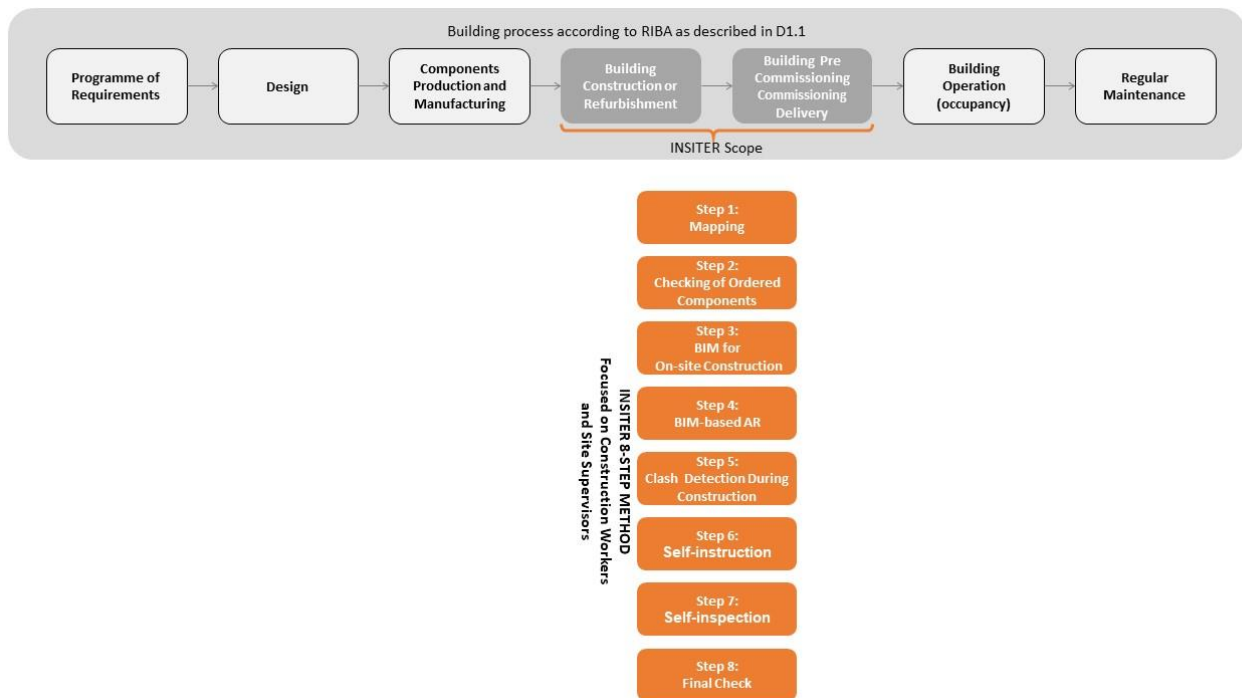 Building process according to RIBA as described in D1.1
Programme of
Requirements
Design
Components
Production and
Manufacturing
Building
Construction or
Refurbishment
Building Pre
Commissioning
Commissioning
Delivery
Building
Operation
(occupancy)
Regular
Maintenance
INSITER Scope
INSITER 8-STEP METHOD
Focused on Construction Workers
and Site Supervisors
Step 1:
Mapping
Step 2:
Checking of Ordered
Components
Step 3:
BIM for
On-site Construction
Step 4:
BIM-based AR
Step 5:
Clash Detection During
Construction
Step 6:
Self-instruction
Step 7:
Self-inspection
Step 8:
Final Check